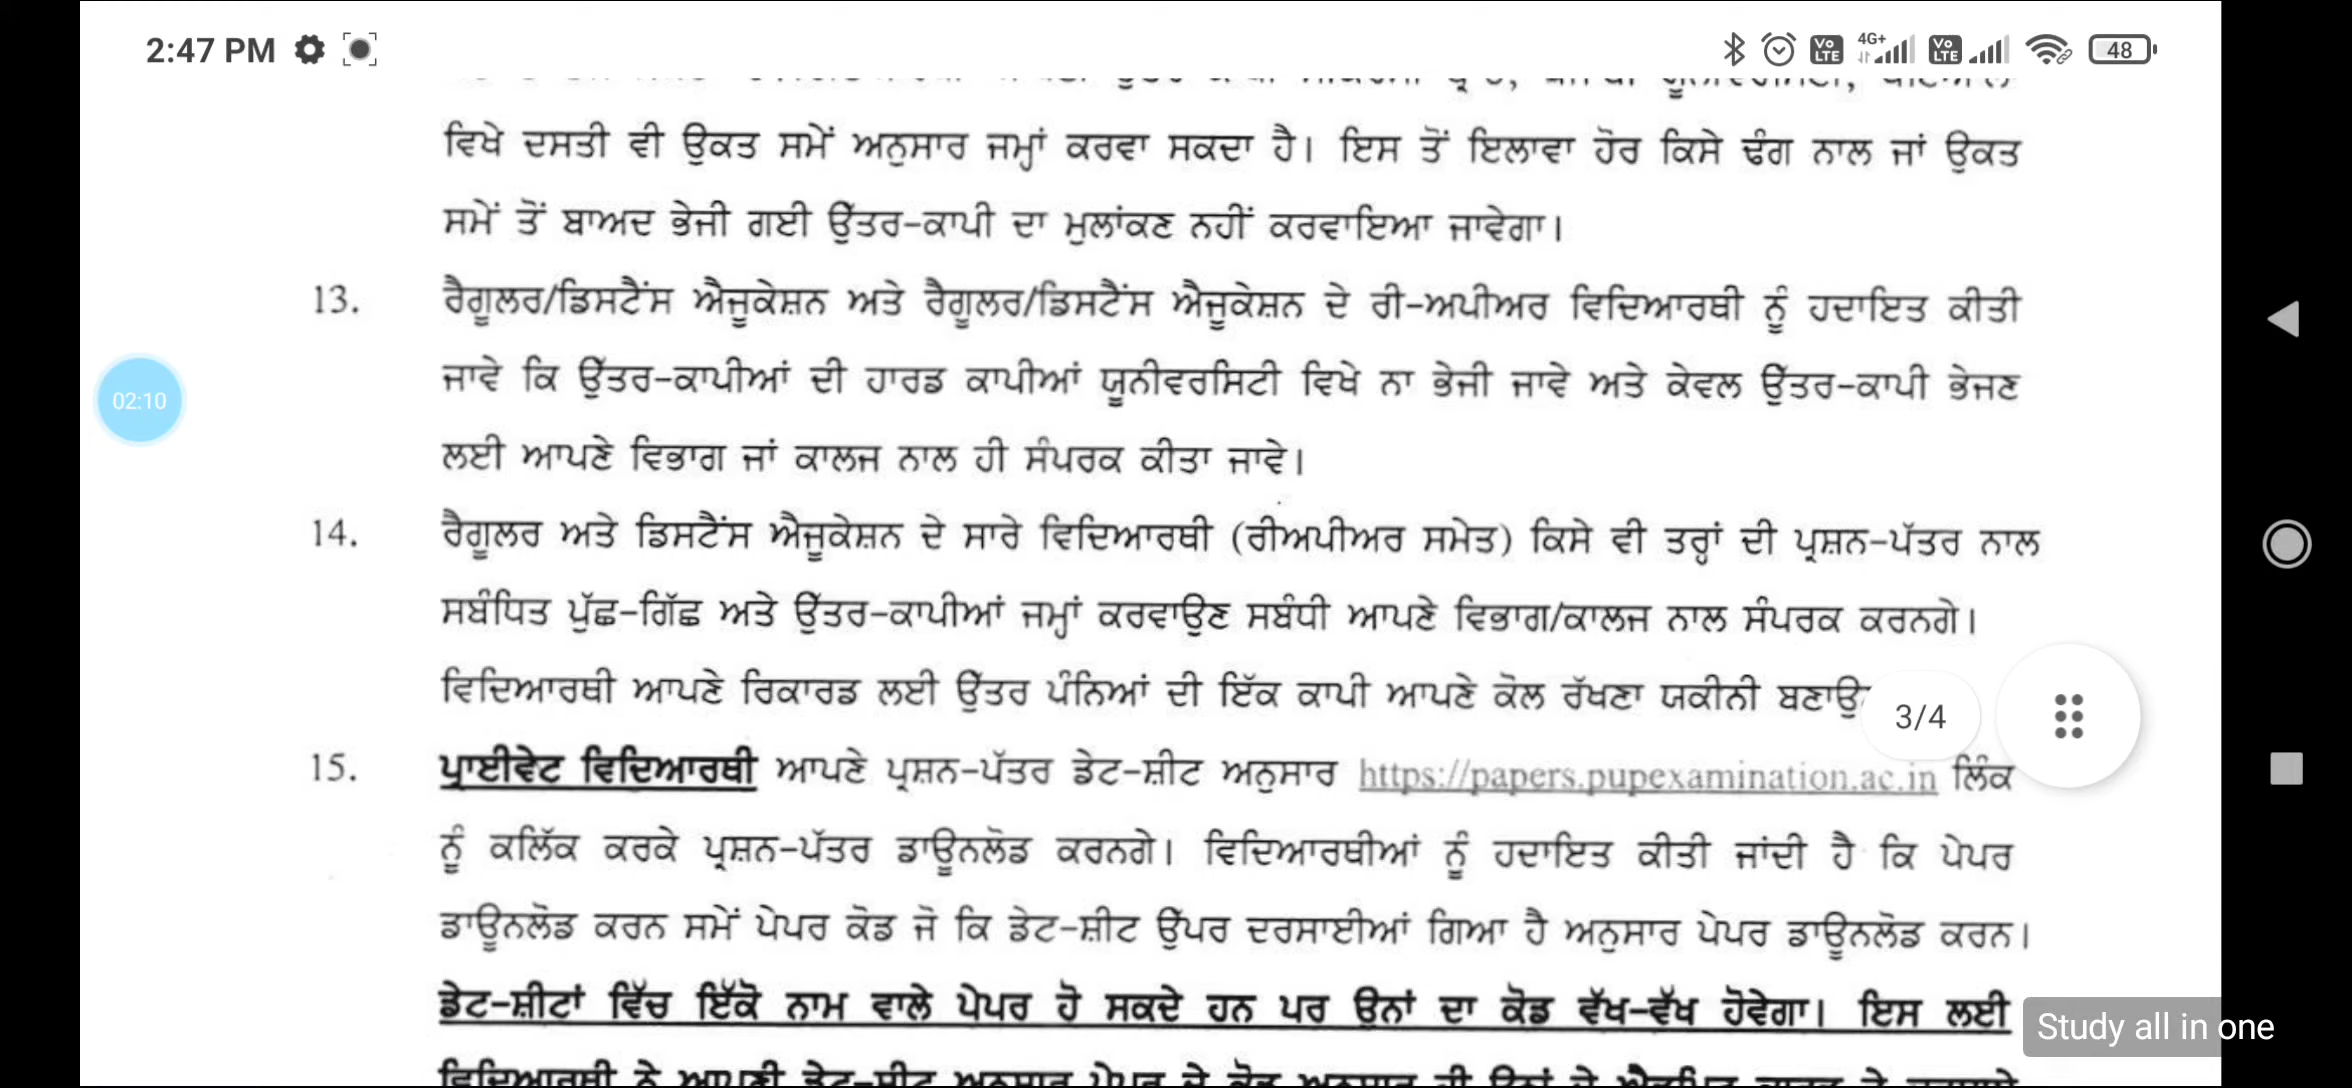 2:47 PM 4G+ 48
ਵਿਖੇ ਦਸਤੀ ਵੀ ਉਕਤ ਸਮੇਂ ਅਨੁਸਾਰ ਜਮ੍ਹਾਂ ਕਰਵਾ ਸਕਦਾ ਹੈ। ਇਸ ਤੋਂ ਇਲਾਵਾ ਹੋਰ ਕਿਸੇ ਢੰਗ ਨਾਲ ਜਾਂ ਉਕਤ
ਸਮੇਂ ਤੋਂ ਬਾਅਦ ਭੇਜੀ ਗਈ ਉੱਤਰ-ਕਾਪੀ ਦਾ ਮੁਲਾਂਕਣ ਨਹੀਂ ਕਰਵਾਇਆ ਜਾਵੇਗਾ।
13. ਰੈਗੂਲਰ/ਡਿਸਟੈਂਸ ਐਜੂਕੇਸ਼ਨ ਅਤੇ ਰੈਗੂਲਰ/ਡਿਸਟੈਂਸ ਐਜੂਕੇਸ਼ਨ ਦੇ ਰੀ-ਅਪੀਅਰ ਵਿਦਿਆਰਥੀ ਨੂੰ ਹਦਾਇਤ ਕੀਤੀ
ਜਾਵੇ ਕਿ ਉੱਤਰ-ਕਾਪੀਆਂ ਦੀ ਹਾਰਡ ਕਾਪੀਆਂ ਯੂਨੀਵਰਸਿਟੀ ਵਿਖੇ ਨਾ ਭੇਜੀ ਜਾਵੇ ਅਤੇ ਕੇਵਲ ਉੱਤਰ-ਕਾਪੀ ਭੇਜਣ
02:10
ਲਈ ਆਪਣੇ ਵਿਭਾਗ ਜਾਂ ਕਾਲਜ ਨਾਲ ਹੀ ਸੰਪਰਕ ਕੀਤਾ ਜਾਵੇ।
14. ਰੈਗੂਲਰ ਅਤੇ ਡਿਸਟੈਂਸ ਐਜੂਕੇਸ਼ਨ ਦੇ ਸਾਰੇ ਵਿਦਿਆਰਥੀ (ਰੀਅਪੀਅਰ ਸਮੇਤ) ਕਿਸੇ ਵੀ ਤਰ੍ਹਾਂ ਦੀ ਪ੍ਰਸ਼ਨ-ਪੱਤਰ ਨਾਲ
ਸਬੰਧਿਤ ਪੁੱਛ-ਗਿੱਛ ਅਤੇ ਉੱਤਰ-ਕਾਪੀਆਂ ਜਮ੍ਹਾਂ ਕਰਵਾਉਣ ਸਬੰਧੀ ਆਪਣੇ ਵਿਭਾਗ/ਕਾਲਜ ਨਾਲ ਸੰਪਰਕ ਕਰਨਗੇ।
ਵਿਦਿਆਰਥੀ ਆਪਣੇ ਰਿਕਾਰਡ ਲਈ ਉੱਤਰ ਪੰਨਿਆਂ ਦੀ ਇੱਕ ਕਾਪੀ ਆਪਣੇ ਕੋਲ ਰੱਖਣਾ ਯਕੀਨੀ
3/4
15. ਪ੍ਰਾਈਵੇਟ ਵਿਦਿਆਰਥੀ ਆਪਣੇ ਪ੍ਰਸ਼ਨ-ਪੱਤਰ ਡੇਟ-ਸ਼ੀਟ ਅਨੁਸਾਰ https://papers.pupexamination.ac.in ਲਿੰਕ
ਨੂੰ ਕਲਿੱਕ ਕਰਕੇ ਪ੍ਰਸ਼ਨ-ਪੱਤਰ ਡਾਊਨਲੋਡ ਕਰਨਗੇ। ਵਿਦਿਆਰਥੀਆਂ ਨੂੰ ਹਦਾਇਤ ਕੀਤੀ ਜਾਂਦੀ ਹੈ ਕਿ ਪੇਪਰ
ਡਾਊਨਲੋਡ ਕਰਨ ਸਮੇਂ ਪੇਪਰ ਕੋਡ ਜੋ ਕਿ ਡੇਟ-ਸ਼ੀਟ ਉੱਪਰ ਦਰਸਾਈਆਂ ਗਿਆ ਹੈ ਅਨੁਸਾਰ ਪੇਪਰ ਡਾਊਨਲੋਡ ਕਰਨ।
ਡੇਟ-ਸ਼ੀਟਾਂ ਵਿੱਚ ਇੱਕੋ ਨਾਮ ਵਾਲੇ ਪੇਪਰ ਹੋ ਸਕਦੇ ਹਨ ਪਰ ਉਨਾਂ ਦਾ ਕੋਡ ਵੱਖ-ਵੱਖ ਹੋਵੇਗਾ। ਇਸ ਲਈ
Study all in one